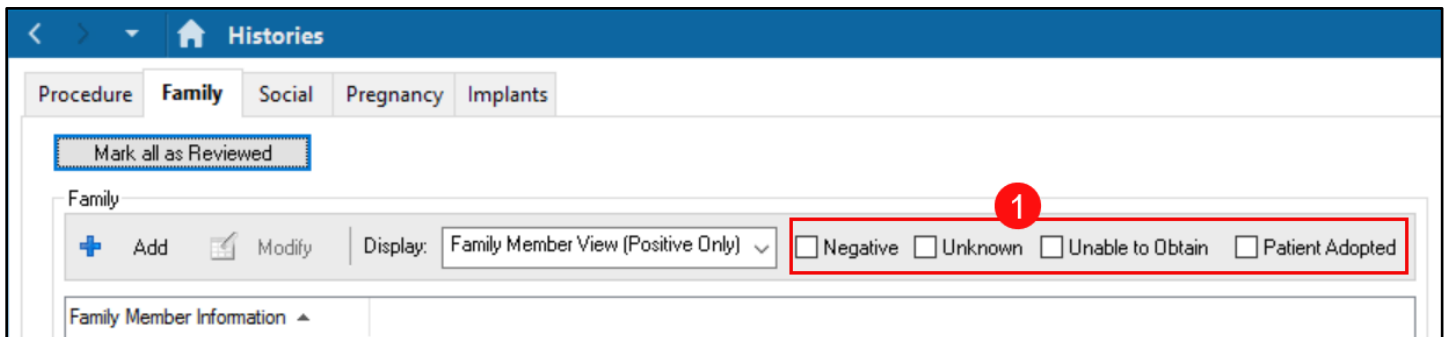 Histories
Procedure Family Social Pregnancy Implants
Mark all as Reviewed
Family
1
Add Modify Display: Family Member View (Positive Only) Negative Unknown Unable to Obtain Patient Adopted
Family Member Information